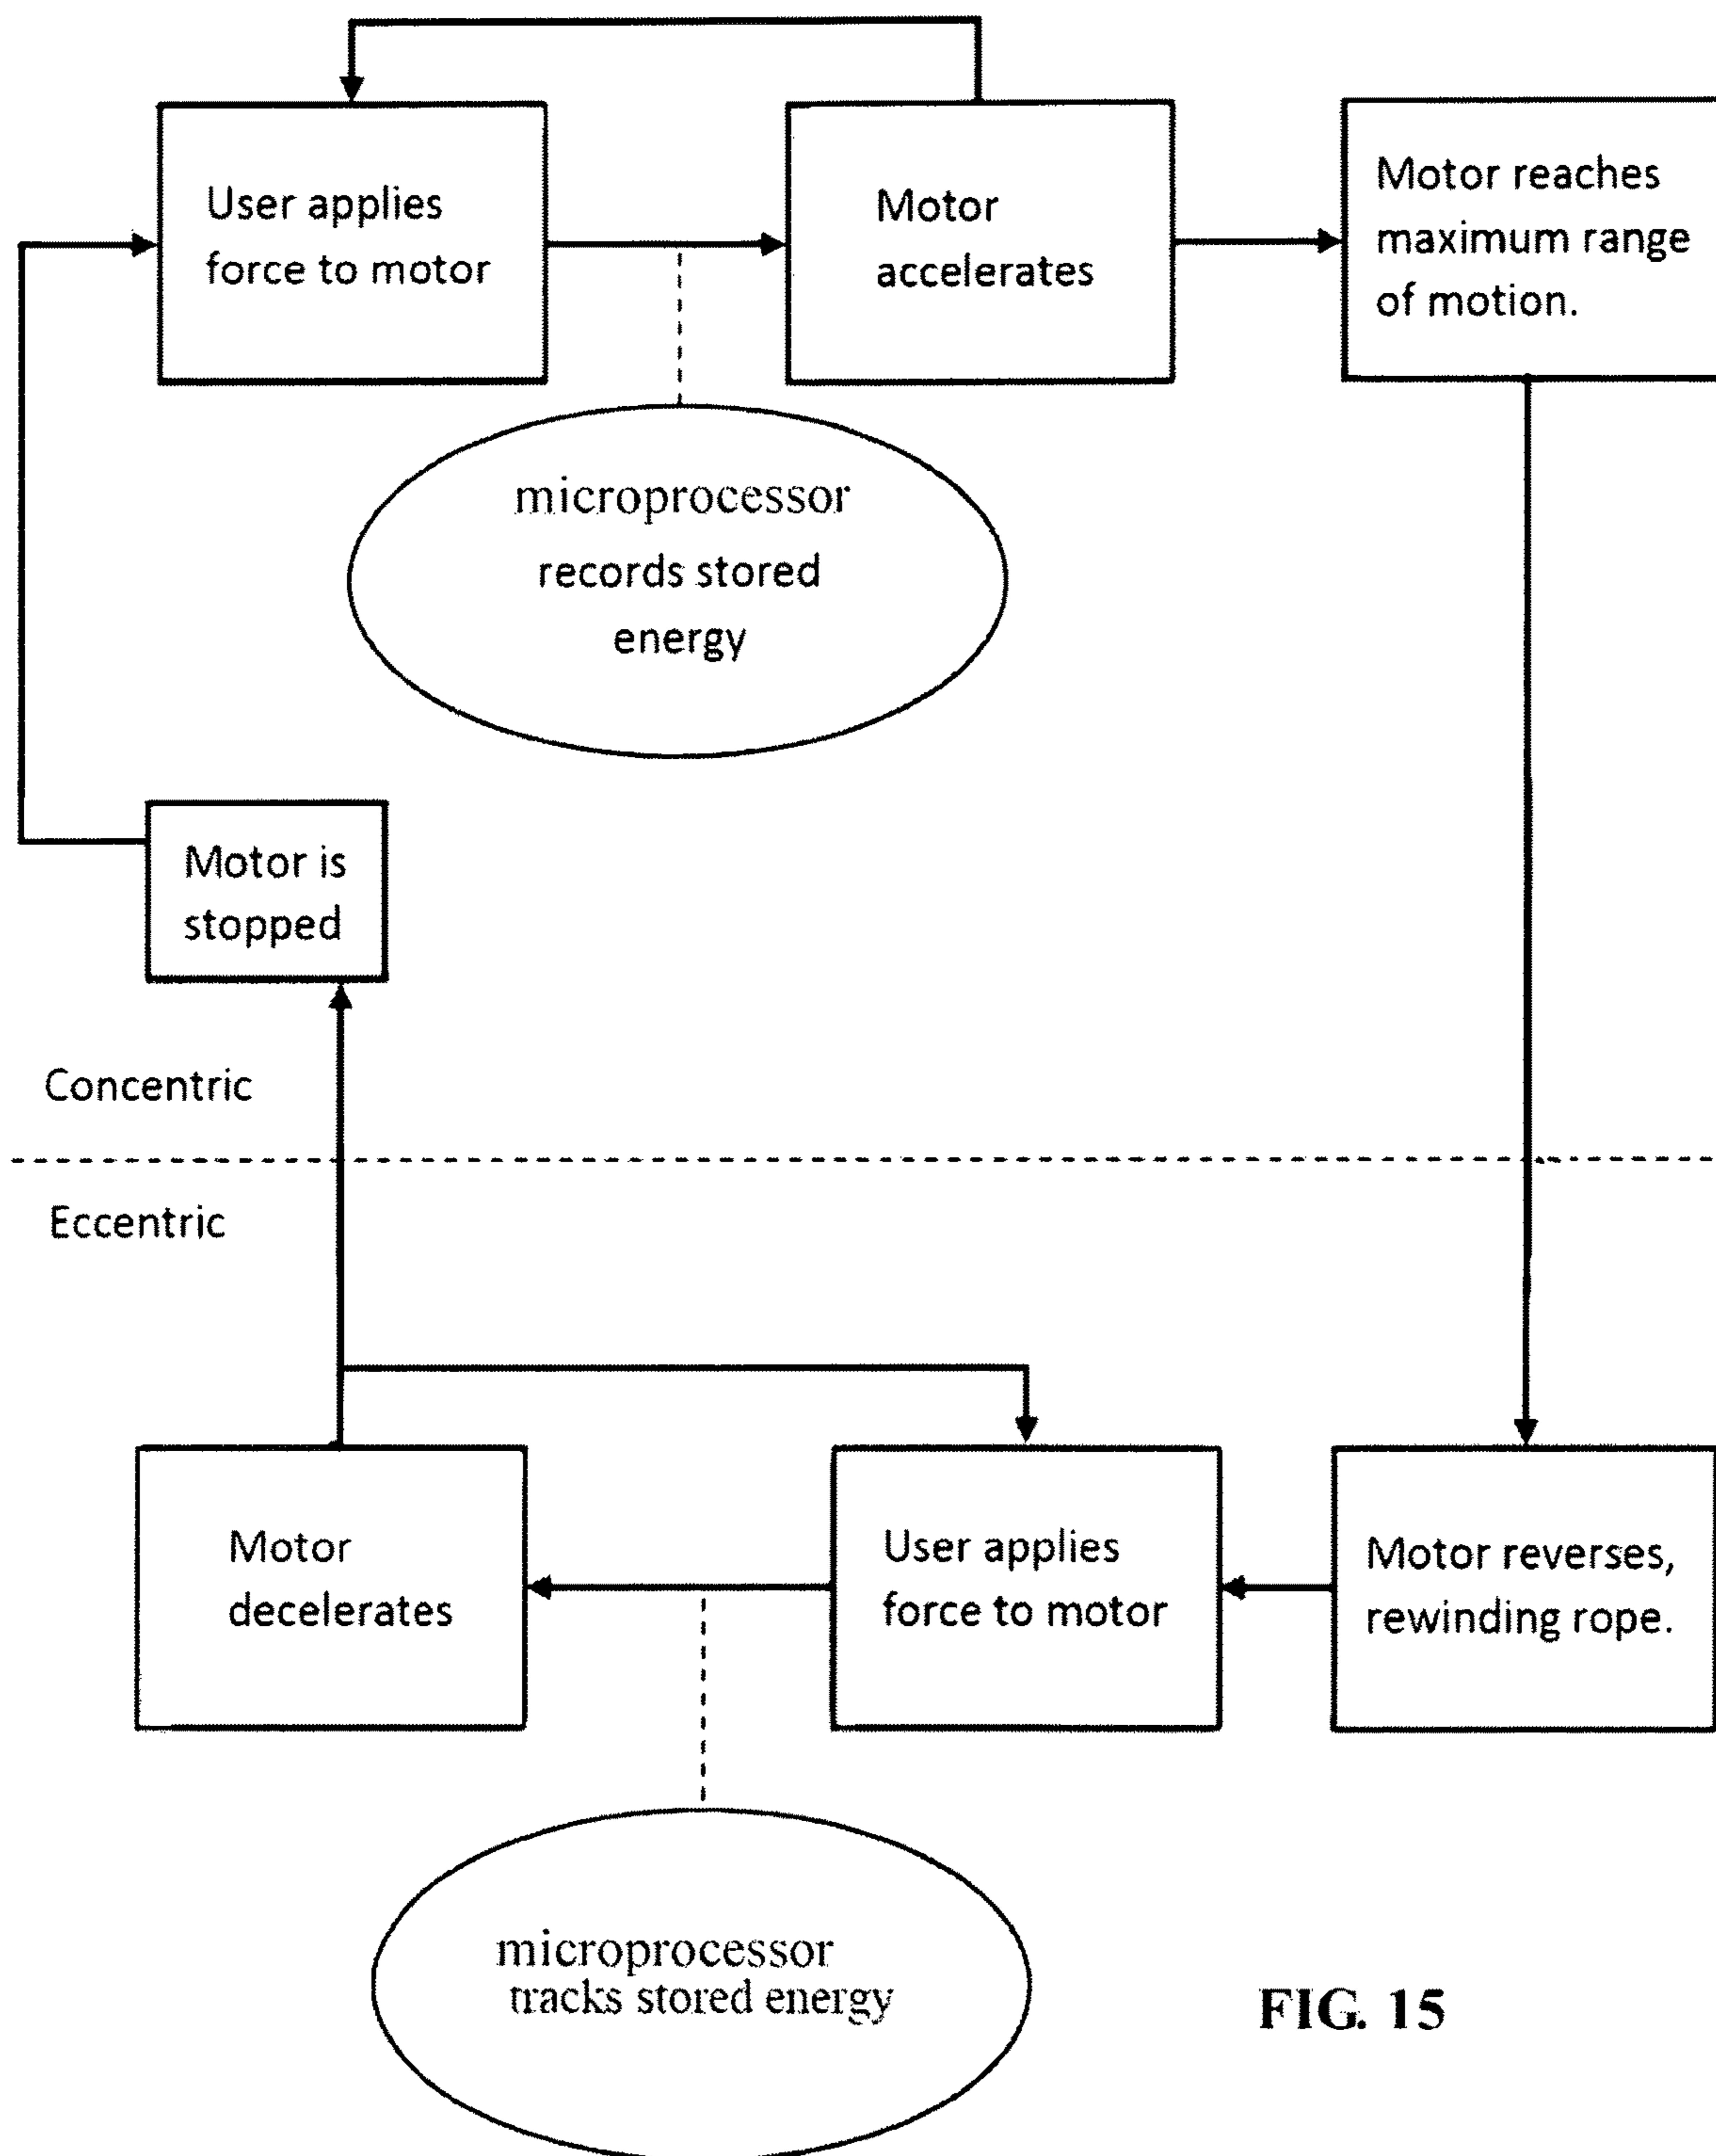 User applies
force to motor
Motor
accelerates
Motor reaches
maximum range
of motion.
microprocessor
records stored
energy
Motor is
stopped
Concentric
Eccentric
Motor
decelerates
User applies
force to motor
Motor reverses,
rewinding rope.
microprocessor
tracks stored energy
FIG. 15